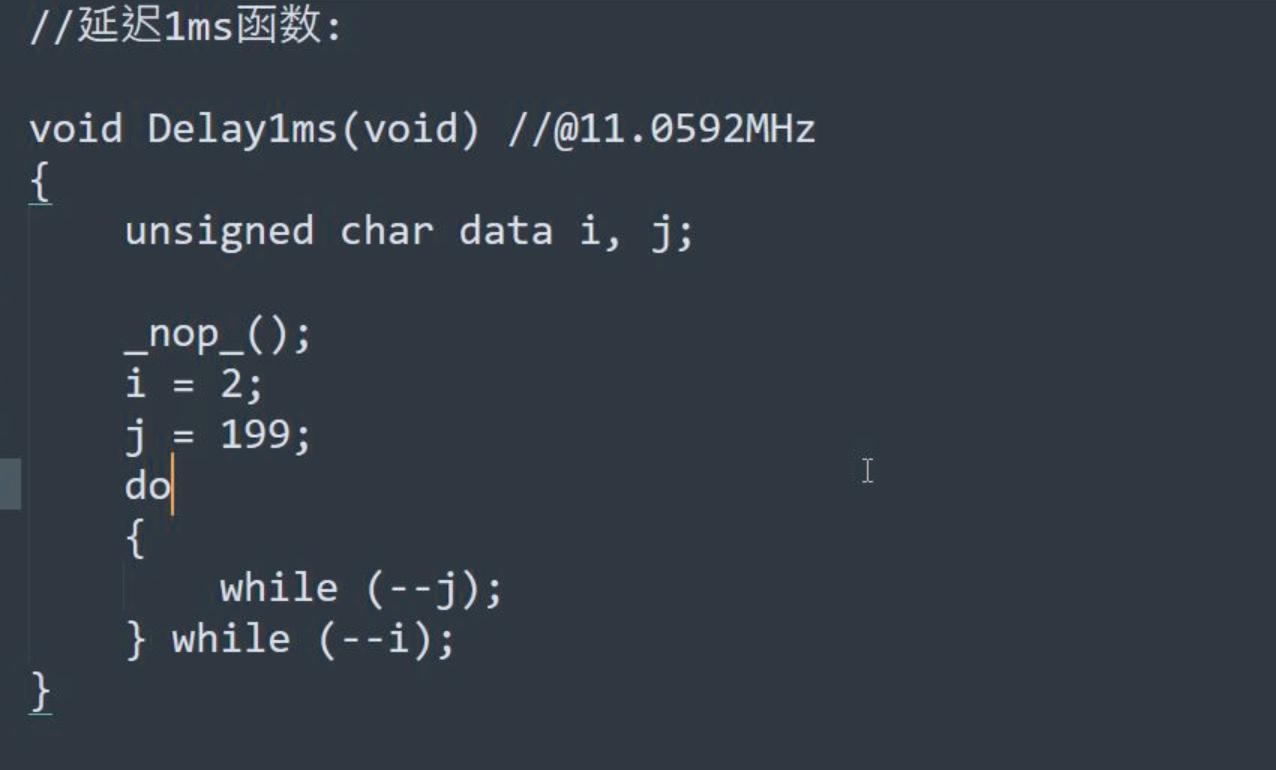 //延迟1ms函数:
void Delay1ms(void) //@11.0592MHz
{
    unsigned char data i, j;
    _nop_();
    i = 2;
    j = 199;
    do
    {
        while (--j);
    } while (--i);
}